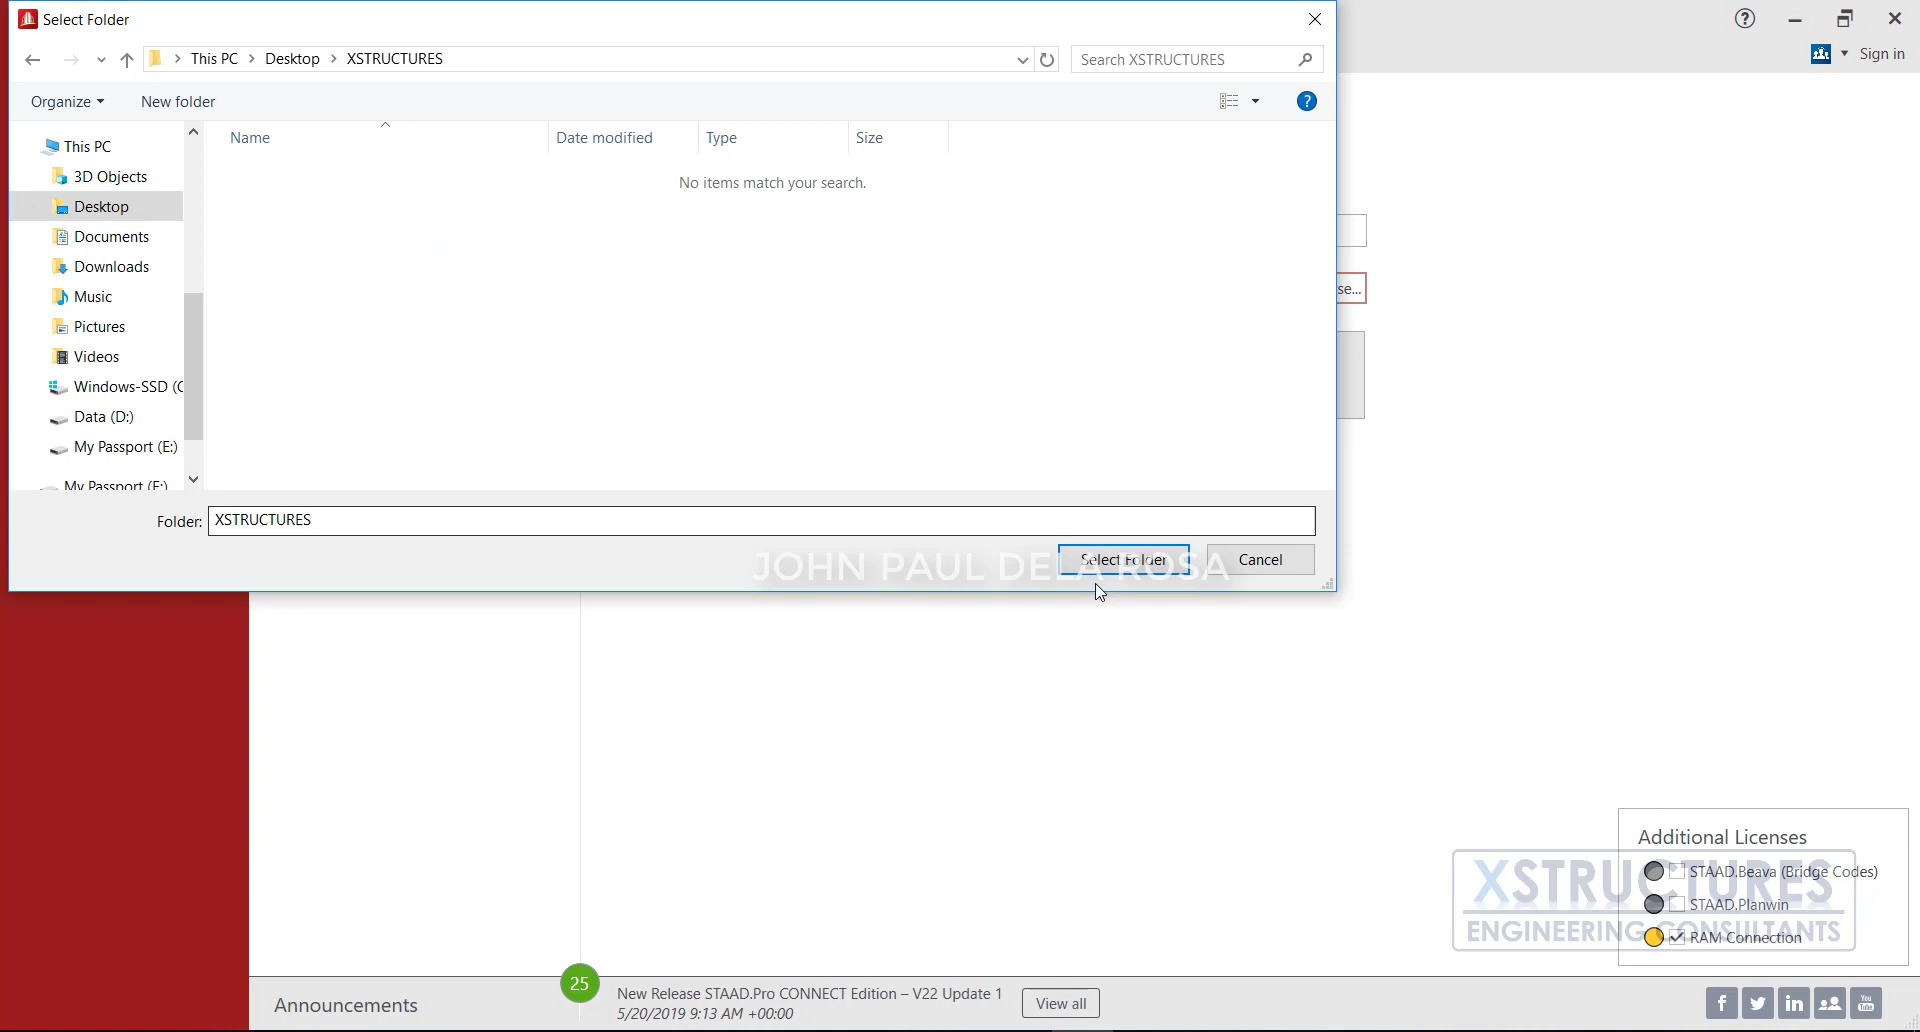 Select Folder
This PC > Desktop > XSTRUCTURES
Search XSTRUCTURES
Sign in
Organize
New folder
Name
Date modified
Type
Size
No items match your search.
This PC
3D Objects
Desktop
Documents
Downloads
Music
Pictures
Videos
Windows-SSD (C
Data (D:)
My Passport (E:)
My Passport (E:)
se...
Folder: XSTRUCTURES
Select Folder
Cancel
JOHN PAUL DELA ROSA
Additional Licenses
STAAD.Beava (Bridge Codes)
STAAD.Planwin
RAM Connection
XSTRUCTURES
ENGINEERING CONSULTANTS
Announcements
25
New Release STAAD.Pro CONNECT Edition – V22 Update 1
5/20/2019 9:13 AM +00:00
View all
You
Tube